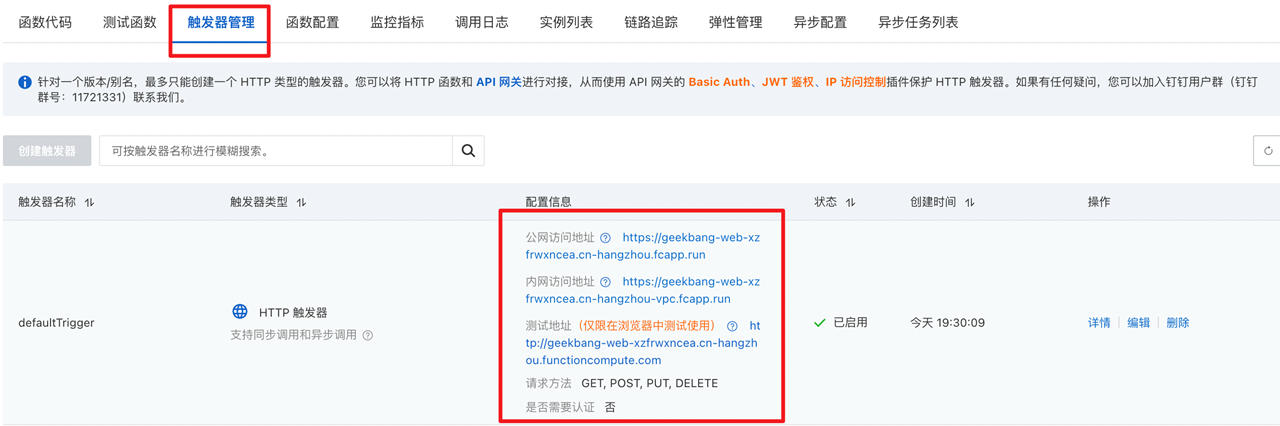 函数代码 测试函数 触发器管理 函数配置 监控指标 调用日志 实例列表 链路追踪 弹性管理 异步配置 异步任务列表
针对一个版本/别名，最多只能创建一个 HTTP 类型的触发器。您可以将 HTTP 函数和 API 网关进行对接，从而使用 API 网关的 Basic Auth、JWT 鉴权、IP 访问控制插件保护 HTTP 触发器。如果有任何疑问，您可以加入钉钉用户群（钉钉
群号：11721331）联系我们。
创建触发器 可按触发器名称进行模糊搜索。
触发器名称 触发器类型 配置信息 状态 创建时间 操作
公网访问地址 https://geekbang-web-xz
frwxncea.cn-hangzhou.fcapp.run
内网访问地址 https://geekbang-web-xz
frwxncea.cn-hangzhou-vpc.fcapp.run
defaultTrigger HTTP 触发器
支持同步调用和异步调用
测试地址（仅限在浏览器中测试使用） ht
tp://geekbang-web-xzfrwxncea.cn-hangzh
ou.functioncompute.com
请求方法 GET, POST, PUT, DELETE
是否需要认证 否
已启用 今天 19:30:09 详情 编辑 删除